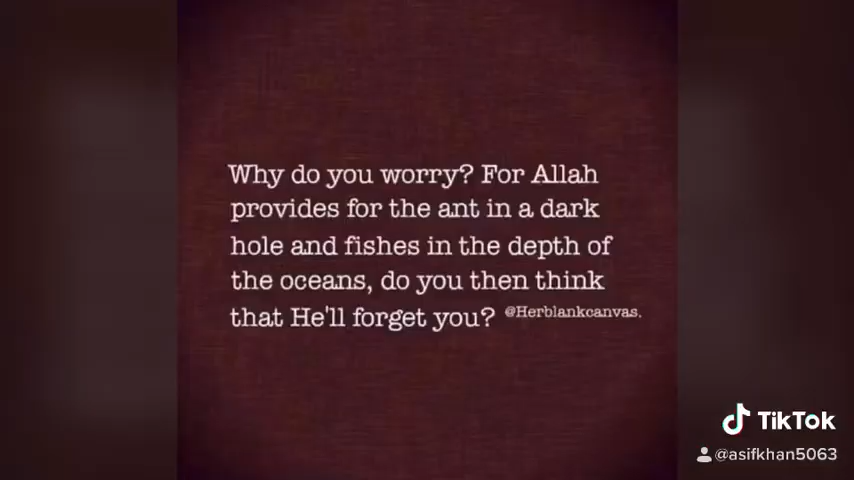 Why do you worry? For Allah
provides for the ant in a dark
hole and fishes in the depth of
the oceans, do you then think
that He'll forget you? @Herblankcanvas.
TikTok
@asifkhan5063